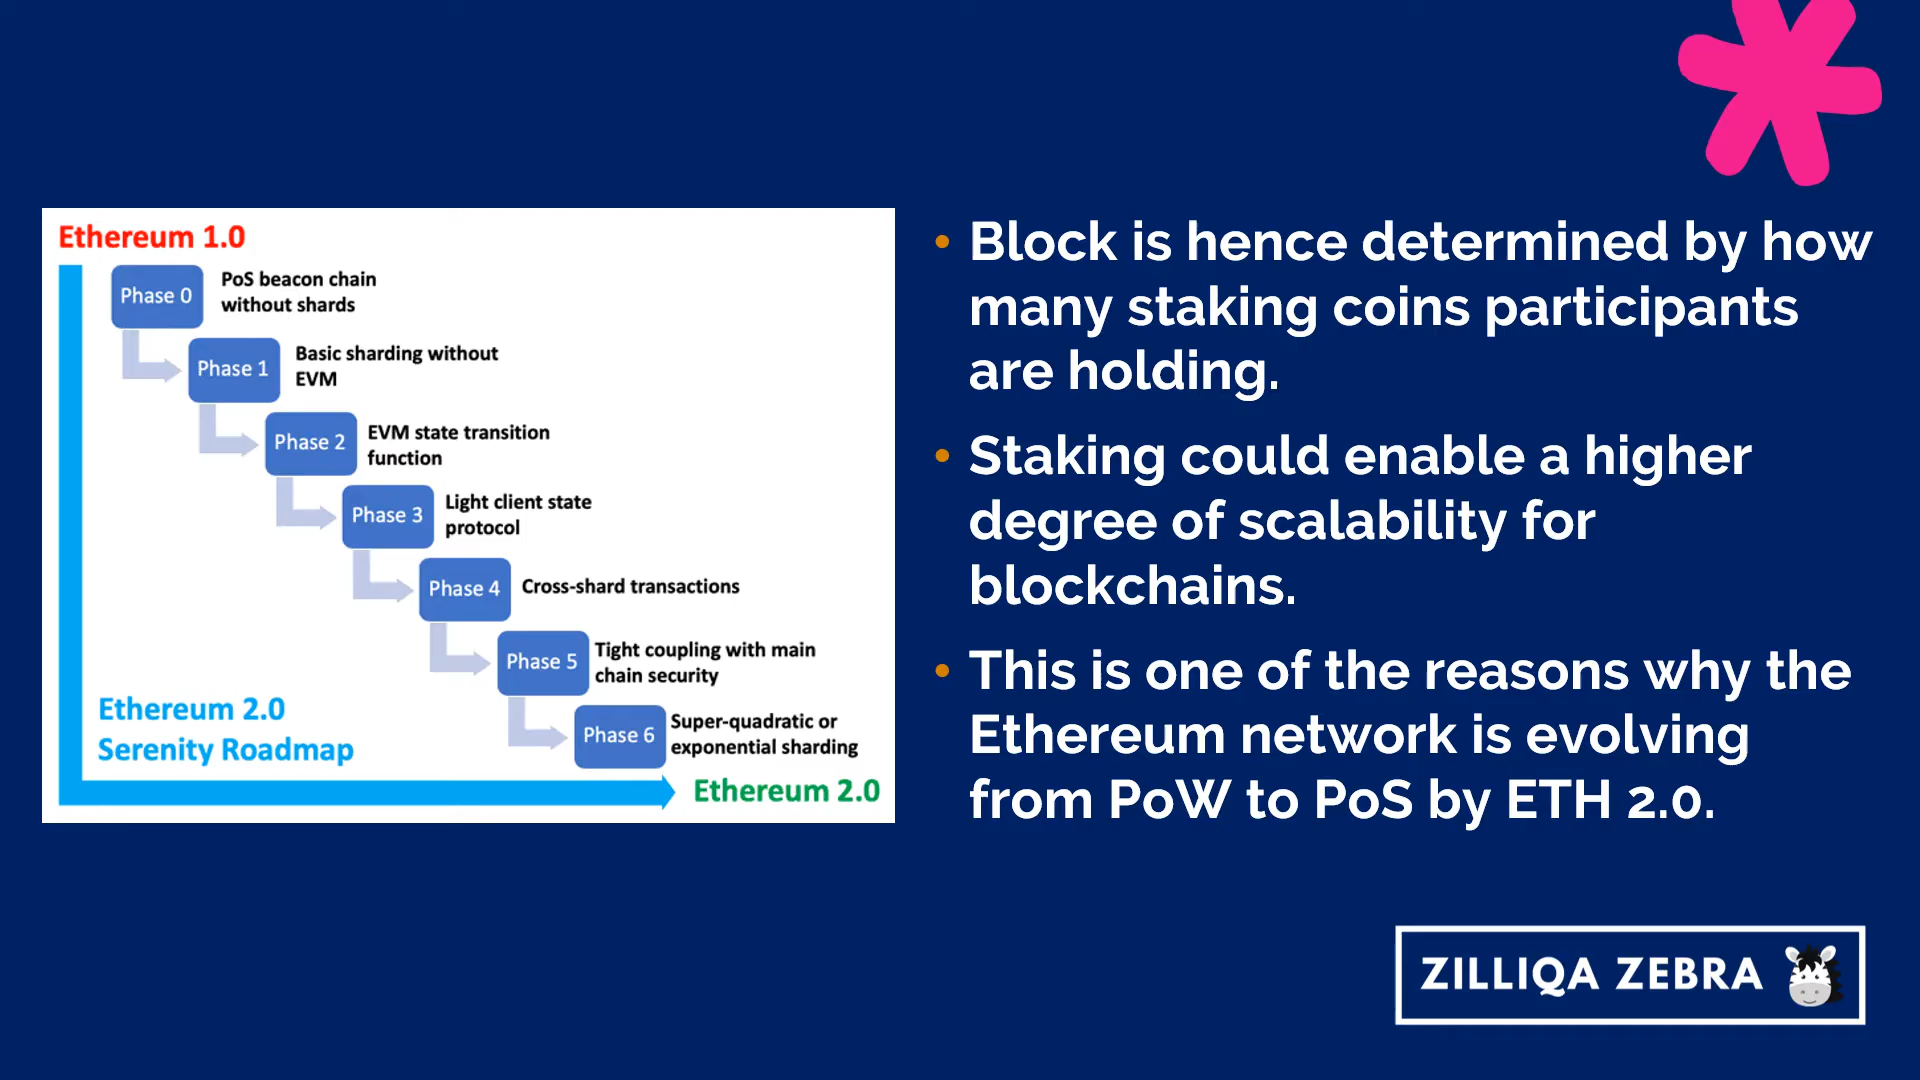 Ethereum 1.0
Phase 0
PoS beacon chain
without shards
Phase 1
Basic sharding without
EVM
Phase 2
EVM state transition
function
Phase 3
Light client state
protocol
Phase 4
Cross-shard transactions
Phase 5
Tight coupling with main
chain security
Phase 6
Super-quadratic or
exponential sharding
Ethereum 2.0
Serenity Roadmap
Ethereum 2.0
• Block is hence determined by how
many staking coins participants
are holding.
• Staking could enable a higher
degree of scalability for
blockchains.
• This is one of the reasons why the
Ethereum network is evolving
from PoW to PoS by ETH 2.0.
ZILLIQA ZEBRA